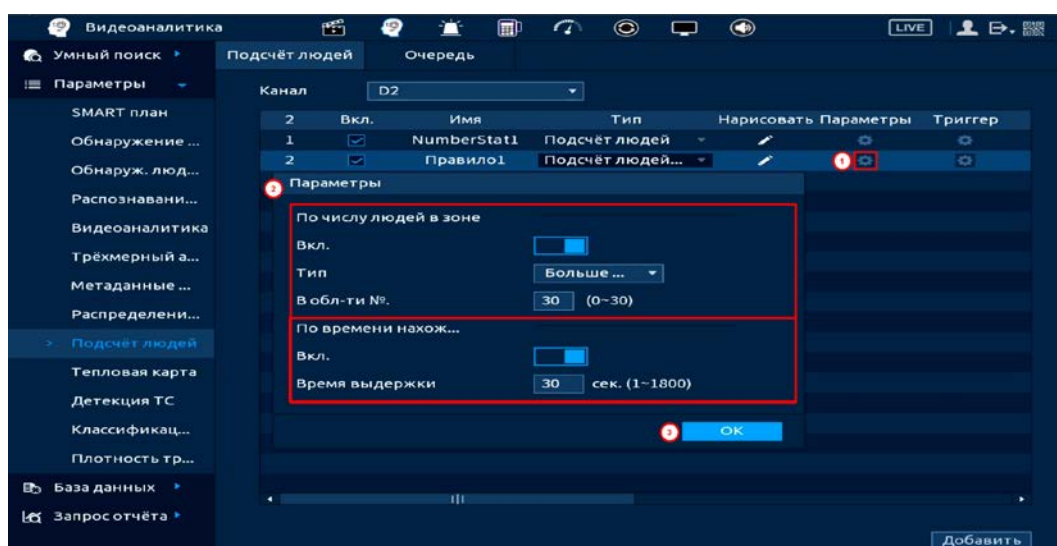 Видеоаналитика
LIVE
Умный поиск
Подсчёт людей
Очередь
Параметры
Канал
D2
SMART план
2 Вкл. Имя Тип Нарисовать Параметры Триггер
Обнаружение ...
1 NumberStat1 Подсчёт людей
2 Правило1 Подсчёт людей...
1
Обнаруж. люд...
2
Параметры
Распознавани...
По числу людей в зоне
Видеоаналитика
Вкл.
Трёхмерный а...
Тип
Больше ...
Метаданные ...
В обл-ти №.
30 (0~30)
Распределени...
По времени нахож...
Подсчёт людей
Вкл.
Тепловая карта
Время выдержки
30 сек. (1~1800)
Детекция ТС
Классификац...
3
OK
Плотность тр...
База данных
Запрос отчёта
Добавить